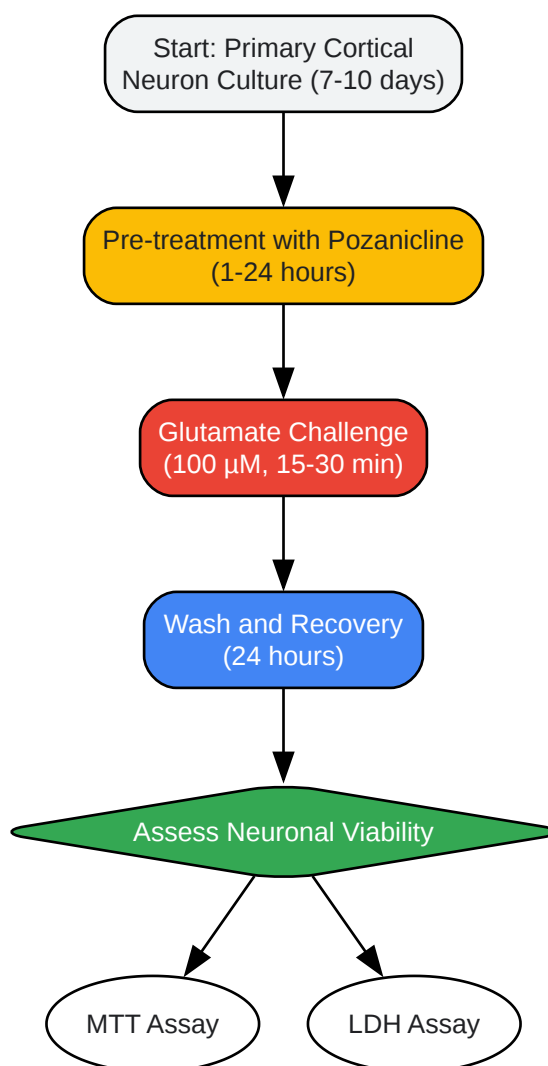 Start: Primary Cortical
Neuron Culture (7-10 days)
Pre-treatment with Pozanicline
(1-24 hours)
Glutamate Challenge
(100 µM, 15-30 min)
Wash and Recovery
(24 hours)
Assess Neuronal Viability
MTT Assay
LDH Assay